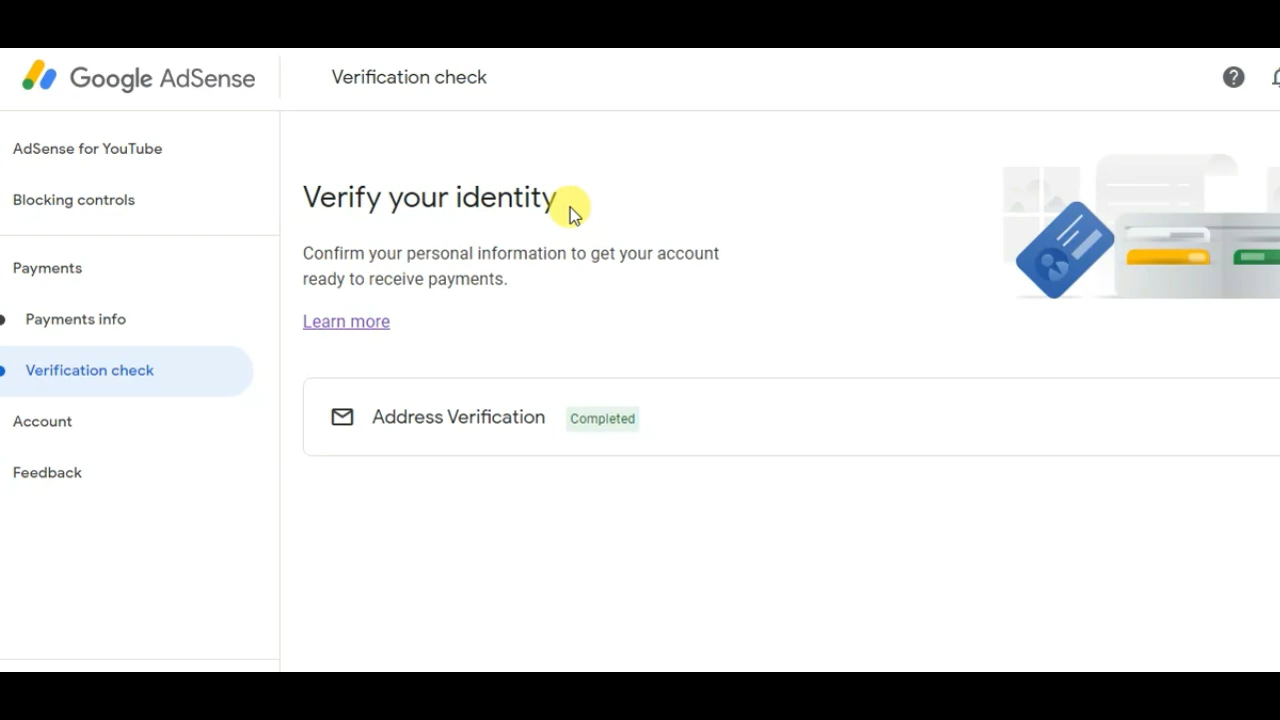 Google AdSense
Verification check
AdSense for YouTube
Blocking controls
Payments
Payments info
Verification check
Account
Feedback
Verify your identity
Confirm your personal information to get your account
ready to receive payments.
Learn more
Address Verification Completed